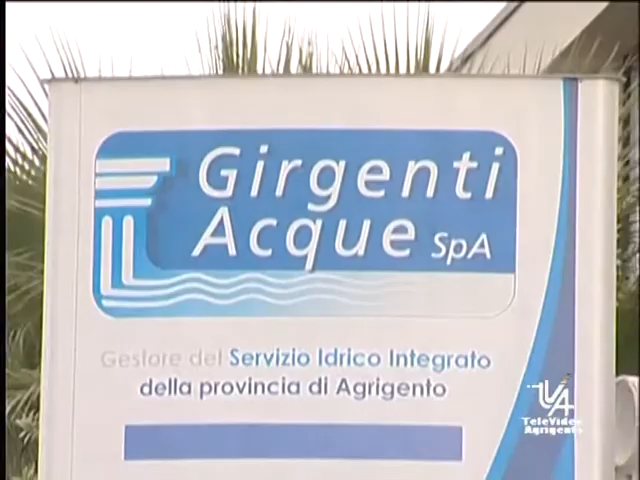 Girgenti
Acque SpA
Gestore del Servizio Idrico Integrato
della provincia di Agrigento
TeleVideo
Agrigento